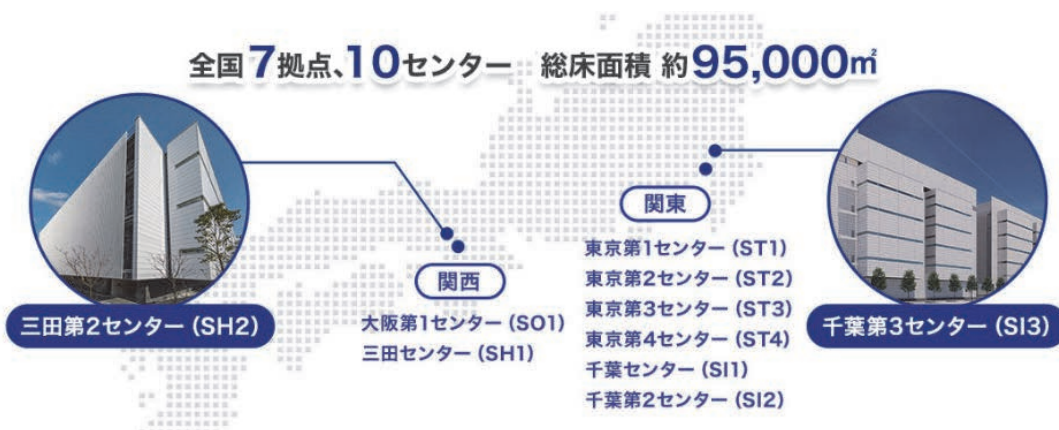 全国7拠点、10センター 総床面積 約95,000㎡
三田第2センター(SH2)
関西
大阪第1センター(SO1)
三田センター(SH1)
関東
東京第1センター(ST1)
東京第2センター(ST2)
東京第3センター(ST3)
東京第4センター(ST4)
千葉センター(SI1)
千葉第2センター(SI2)
千葉第3センター(SI3)